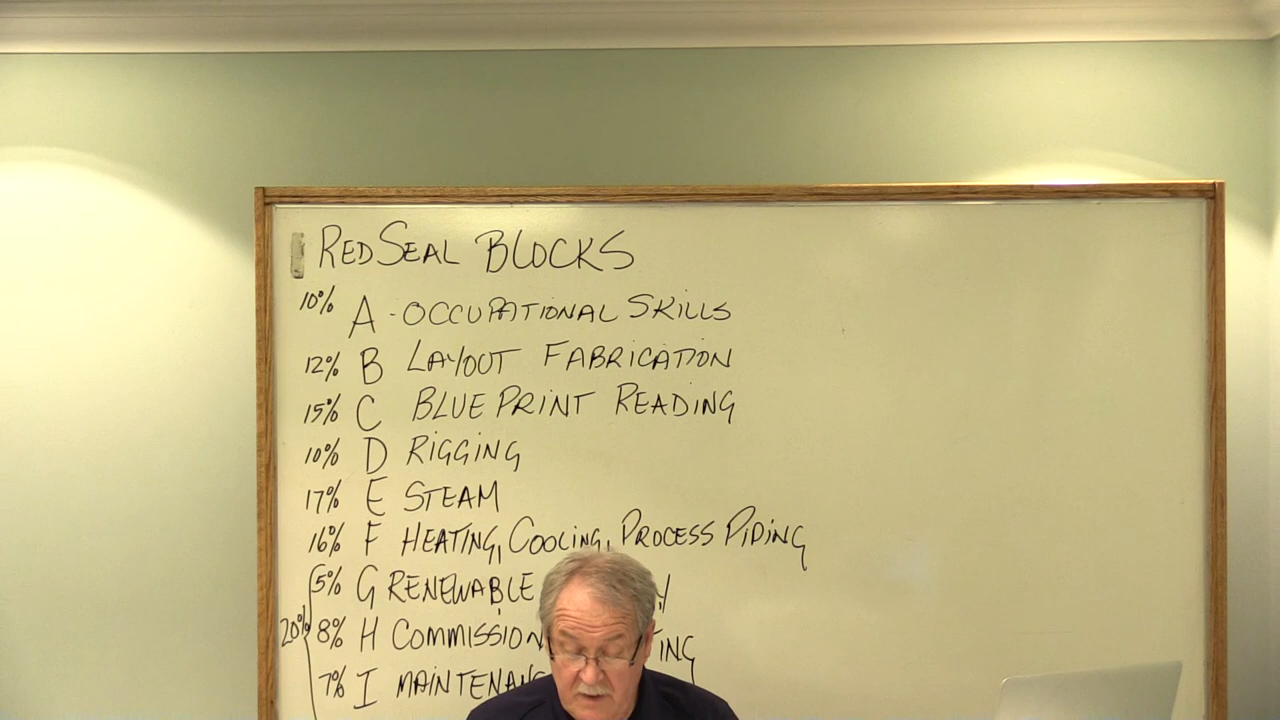 RED SEAL BLOCKS
10% A - OCCUPATIONAL SKILLS
12% B LAYOUT FABRICATION
15% C BLUE PRINT READING
10% D RIGGING
17% E STEAM
16% F HEATING, COOLING, PROCESS PIPING
5% G RENEWABLE
20% 8% H COMMISSION
7% I MAINTENAN